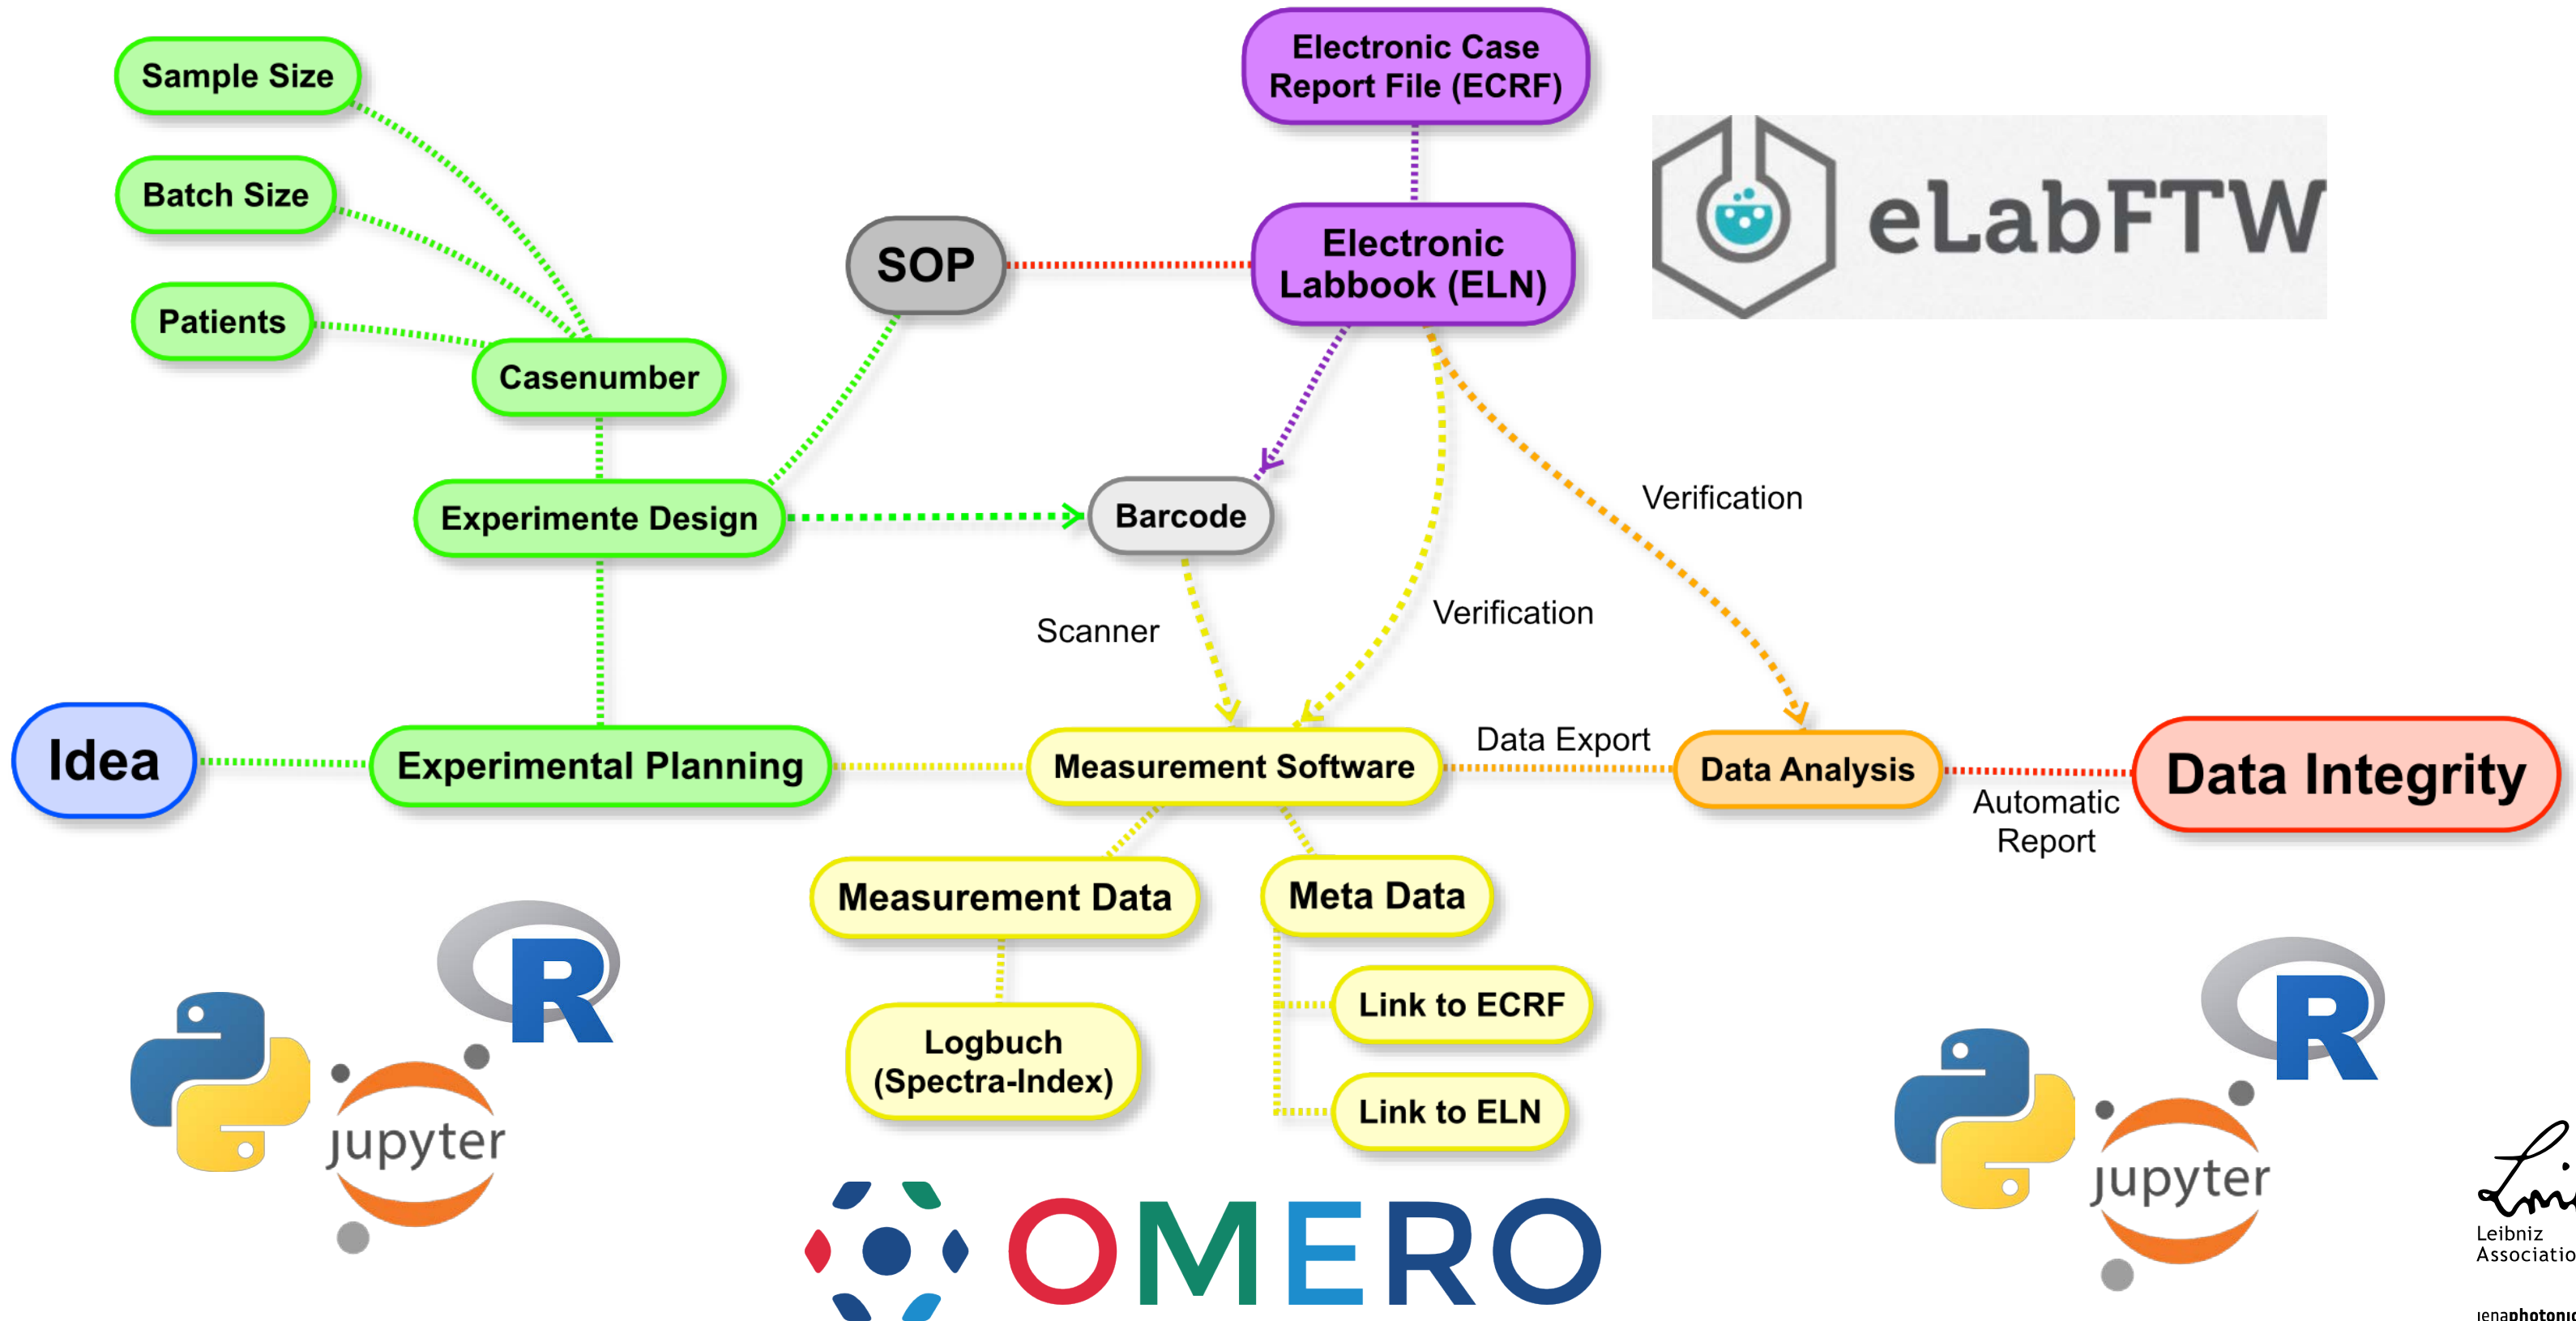 Electronic Case
Report File (ECRF)
Sample Size
Batch Size
Patients
Casenumber
SOP
Electronic
Labbook (ELN)
eLabFTW
Experimente Design
Barcode
Verification
Scanner
Verification
Idea
Experimental Planning
Measurement Software
Data Export
Data Analysis
Automatic
Report
Data Integrity
Measurement Data
Meta Data
Logbuch
(Spectra-Index)
Link to ECRF
Link to ELN
R
jupyter
OMERO
R
jupyter
Leibniz
Associatio